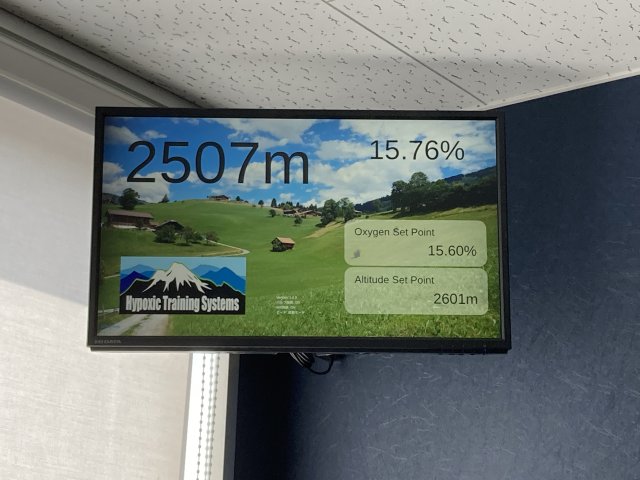 2507m
15.76%
Oxygen Set Point
15.60%
Altitude Set Point
2601m
Hypoxic Training Systems